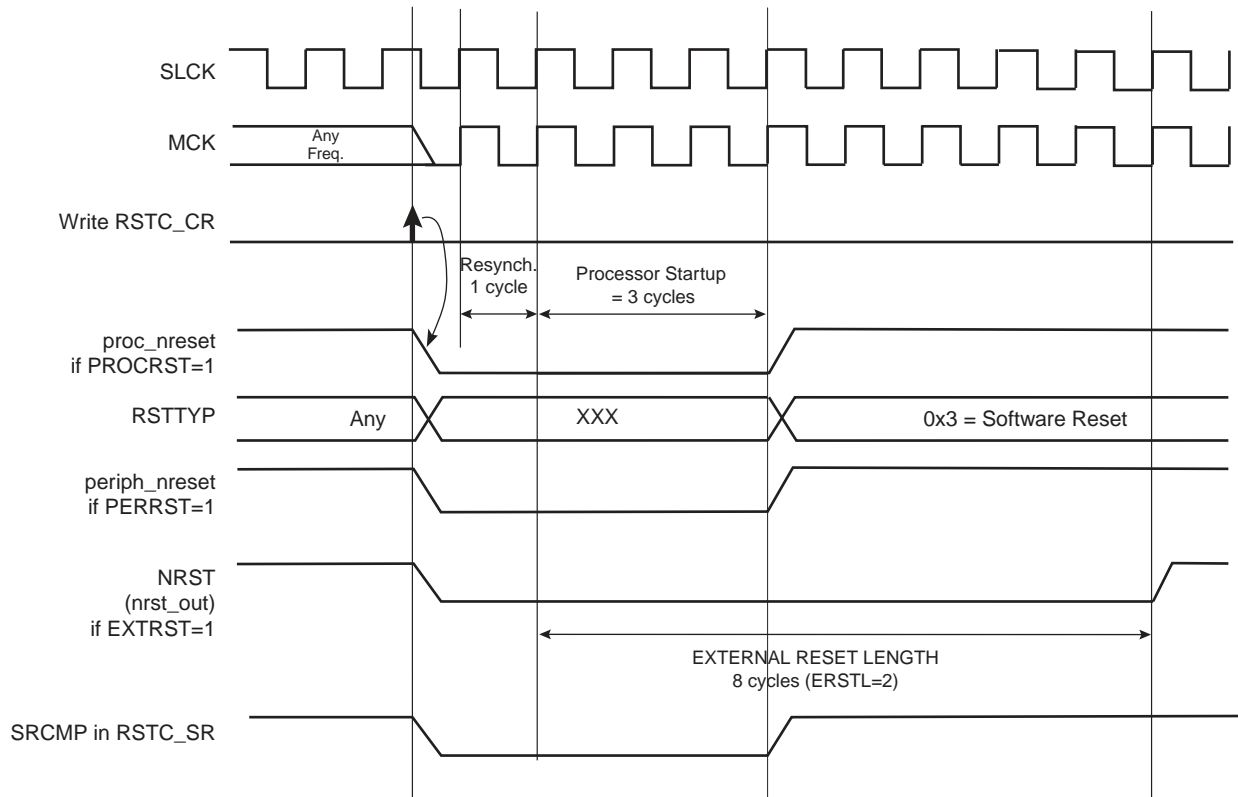 SLCK
MCK
Any
Freq.
Write RSTC_CR
Resynch.
1 cycle
Processor Startup
= 3 cycles
proc_nreset
if PROCRST=1
RSTTYP
Any
XXX
0x3 = Software Reset
periph_nreset
if PERRST=1
NRST
(nrst_out)
if EXTRST=1
EXTERNAL RESET LENGTH
8 cycles (ERSTL=2)
SRCMP in RSTC_SR